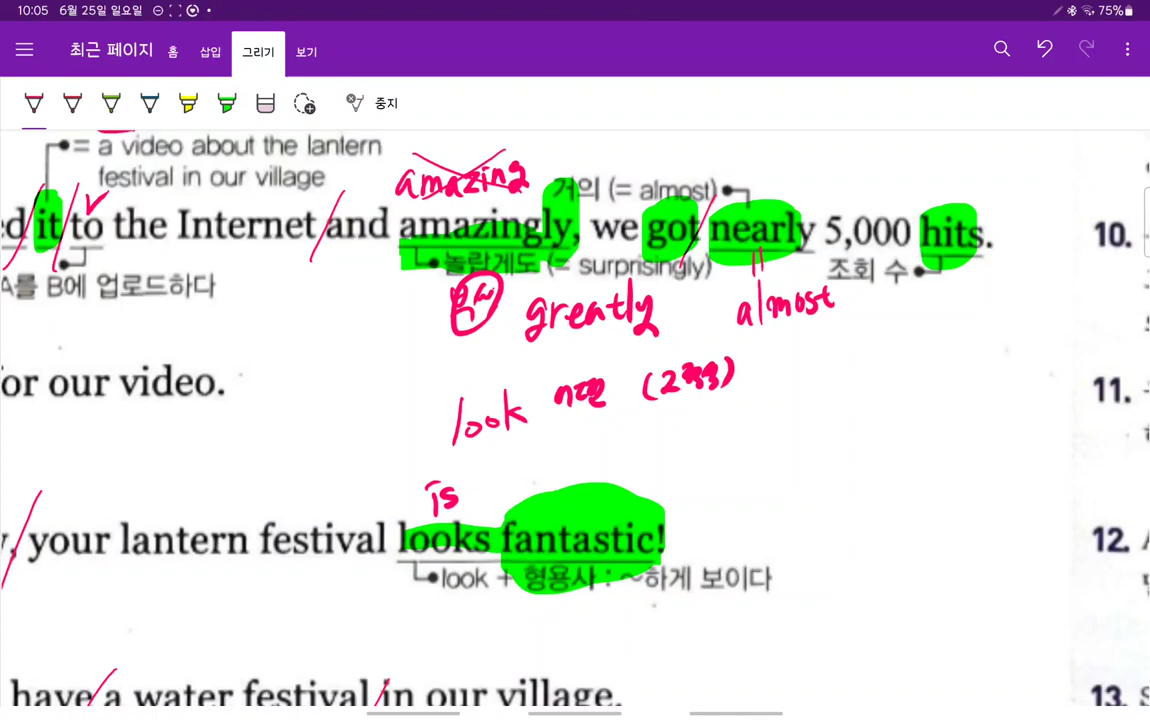 10:05 6월 25일 일요일 75%
최근 페이지 홈 삽입 그리기 보기
중지
= a video about the lantern
festival in our village
amazing
거의 (= almost)
ed it to the Internet and amazingly, we got nearly 5,000 hits.
10.
A를 B에 업로드하다
놀랍게도 (= surprisingly)
조회 수
greatly
almost
or our video.
11.
look
is
your lantern festival looks fantastic!
12.
look + 형용사 : ~하게 보이다
have a water festival in our village.
13.